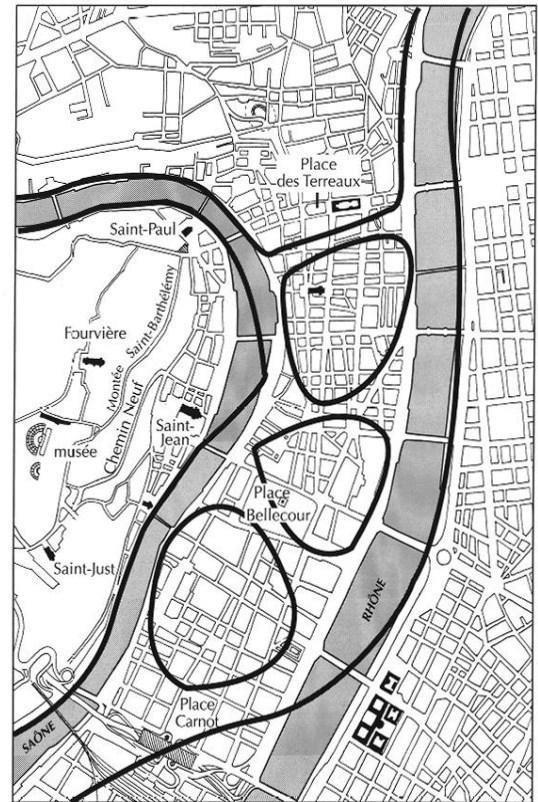 Place
des Terreaux
Saint-Paul
Montée Saint-Barthélémy
Fourvière
Chemin Neuf
Saint-
Jean
musée
Place
Bellecour
Saint-Just
RHÔNE
Place
Carnot
SAÔNE